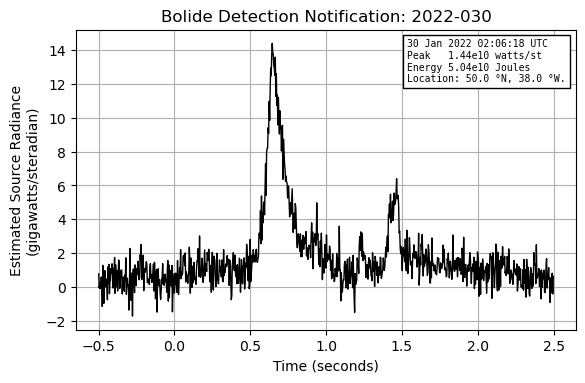 Bolide Detection Notification: 2022-030
30 Jan 2022 02:06:18 UTC
Peak   1.44e10 watts/st
Energy 5.04e10 Joules
Location: 50.0 °N, 38.0 °W.
Estimated Source Radiance
(gigawatts/steradian)
14
12
10
8
6
4
2
0
−2
−0.5 0.0 0.5 1.0 1.5 2.0 2.5
Time (seconds)